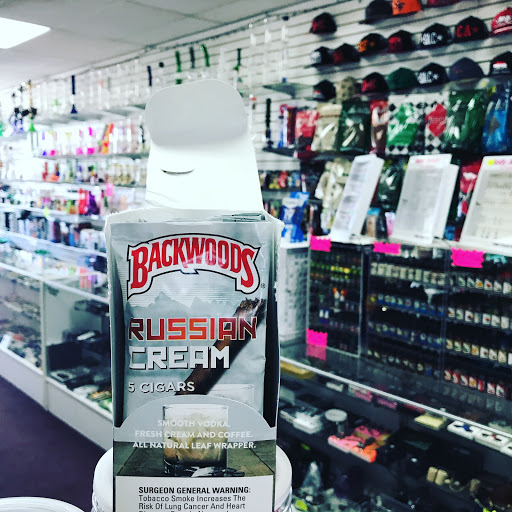 BACKWOODS
RUSSIAN
CREAM
5 CIGARS
SMOOTH VODKA,
FRESH CREAM AND COFFEE.
ALL NATURAL LEAF WRAPPER.
SURGEON GENERAL WARNING:
Tobacco Smoke Increases The
Risk Of Lung Cancer And Heart